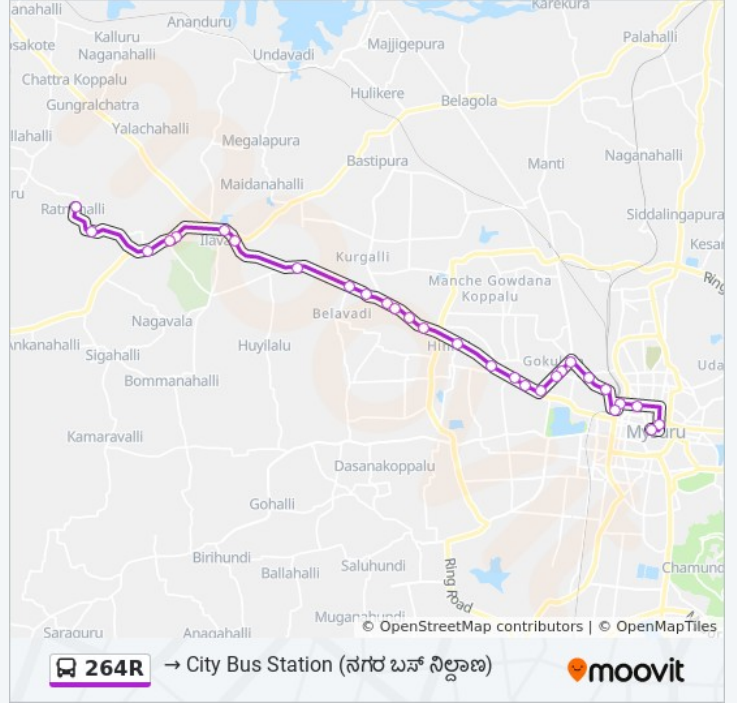 anahalli
Karekura
Ananduru
Kalluru
Palahalli
sakote
Naganahalli
Undavadi
Majjigepura
Chattra Koppalu
Hulikere
Belagola
Gungralchatra
Yalachahalli
llahalli
Megalapura
Bastipura
Manti
Naganahalli
Maidanahalli
ru
Siddalingapura
Kesar
Kurgalli
Manche Gowdana
Koppalu
Ring
Belavadi
Nagavala
Ankanahalli
Sigahalli
Huyilalu
Gokul
Uda
Bommanahalli
Kamaravalli
Dasanakoppalu
Gohalli
Birihundi
Ballahalli
Saluhundi
Chamund
Ring Road
Muganahundi
Saraguru
Anagahalli
© OpenStreetMap contributors | © OpenMapTiles
264R
→ City Bus Station (ನಗರ ಬಸ್ ನಿಲ್ದಾಣ)
moovit